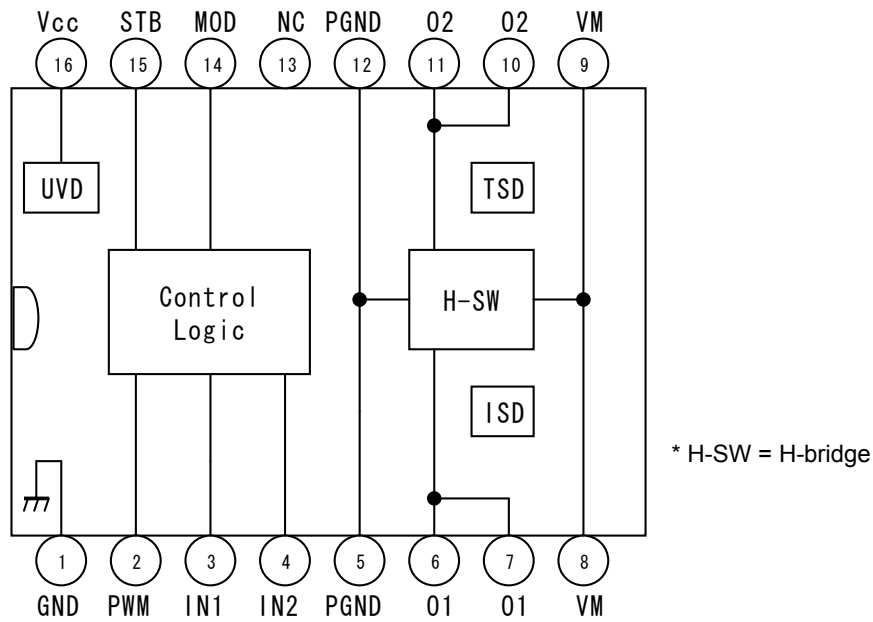 Vcc STB MOD NC PGND O2 O2 VM
16 15 14 13 12 11 10 9
UVD TSD
Control
Logic
H-SW
ISD
* H-SW = H-bridge
1 2 3 4 5 6 7 8
GND PWM IN1 IN2 PGND O1 O1 VM